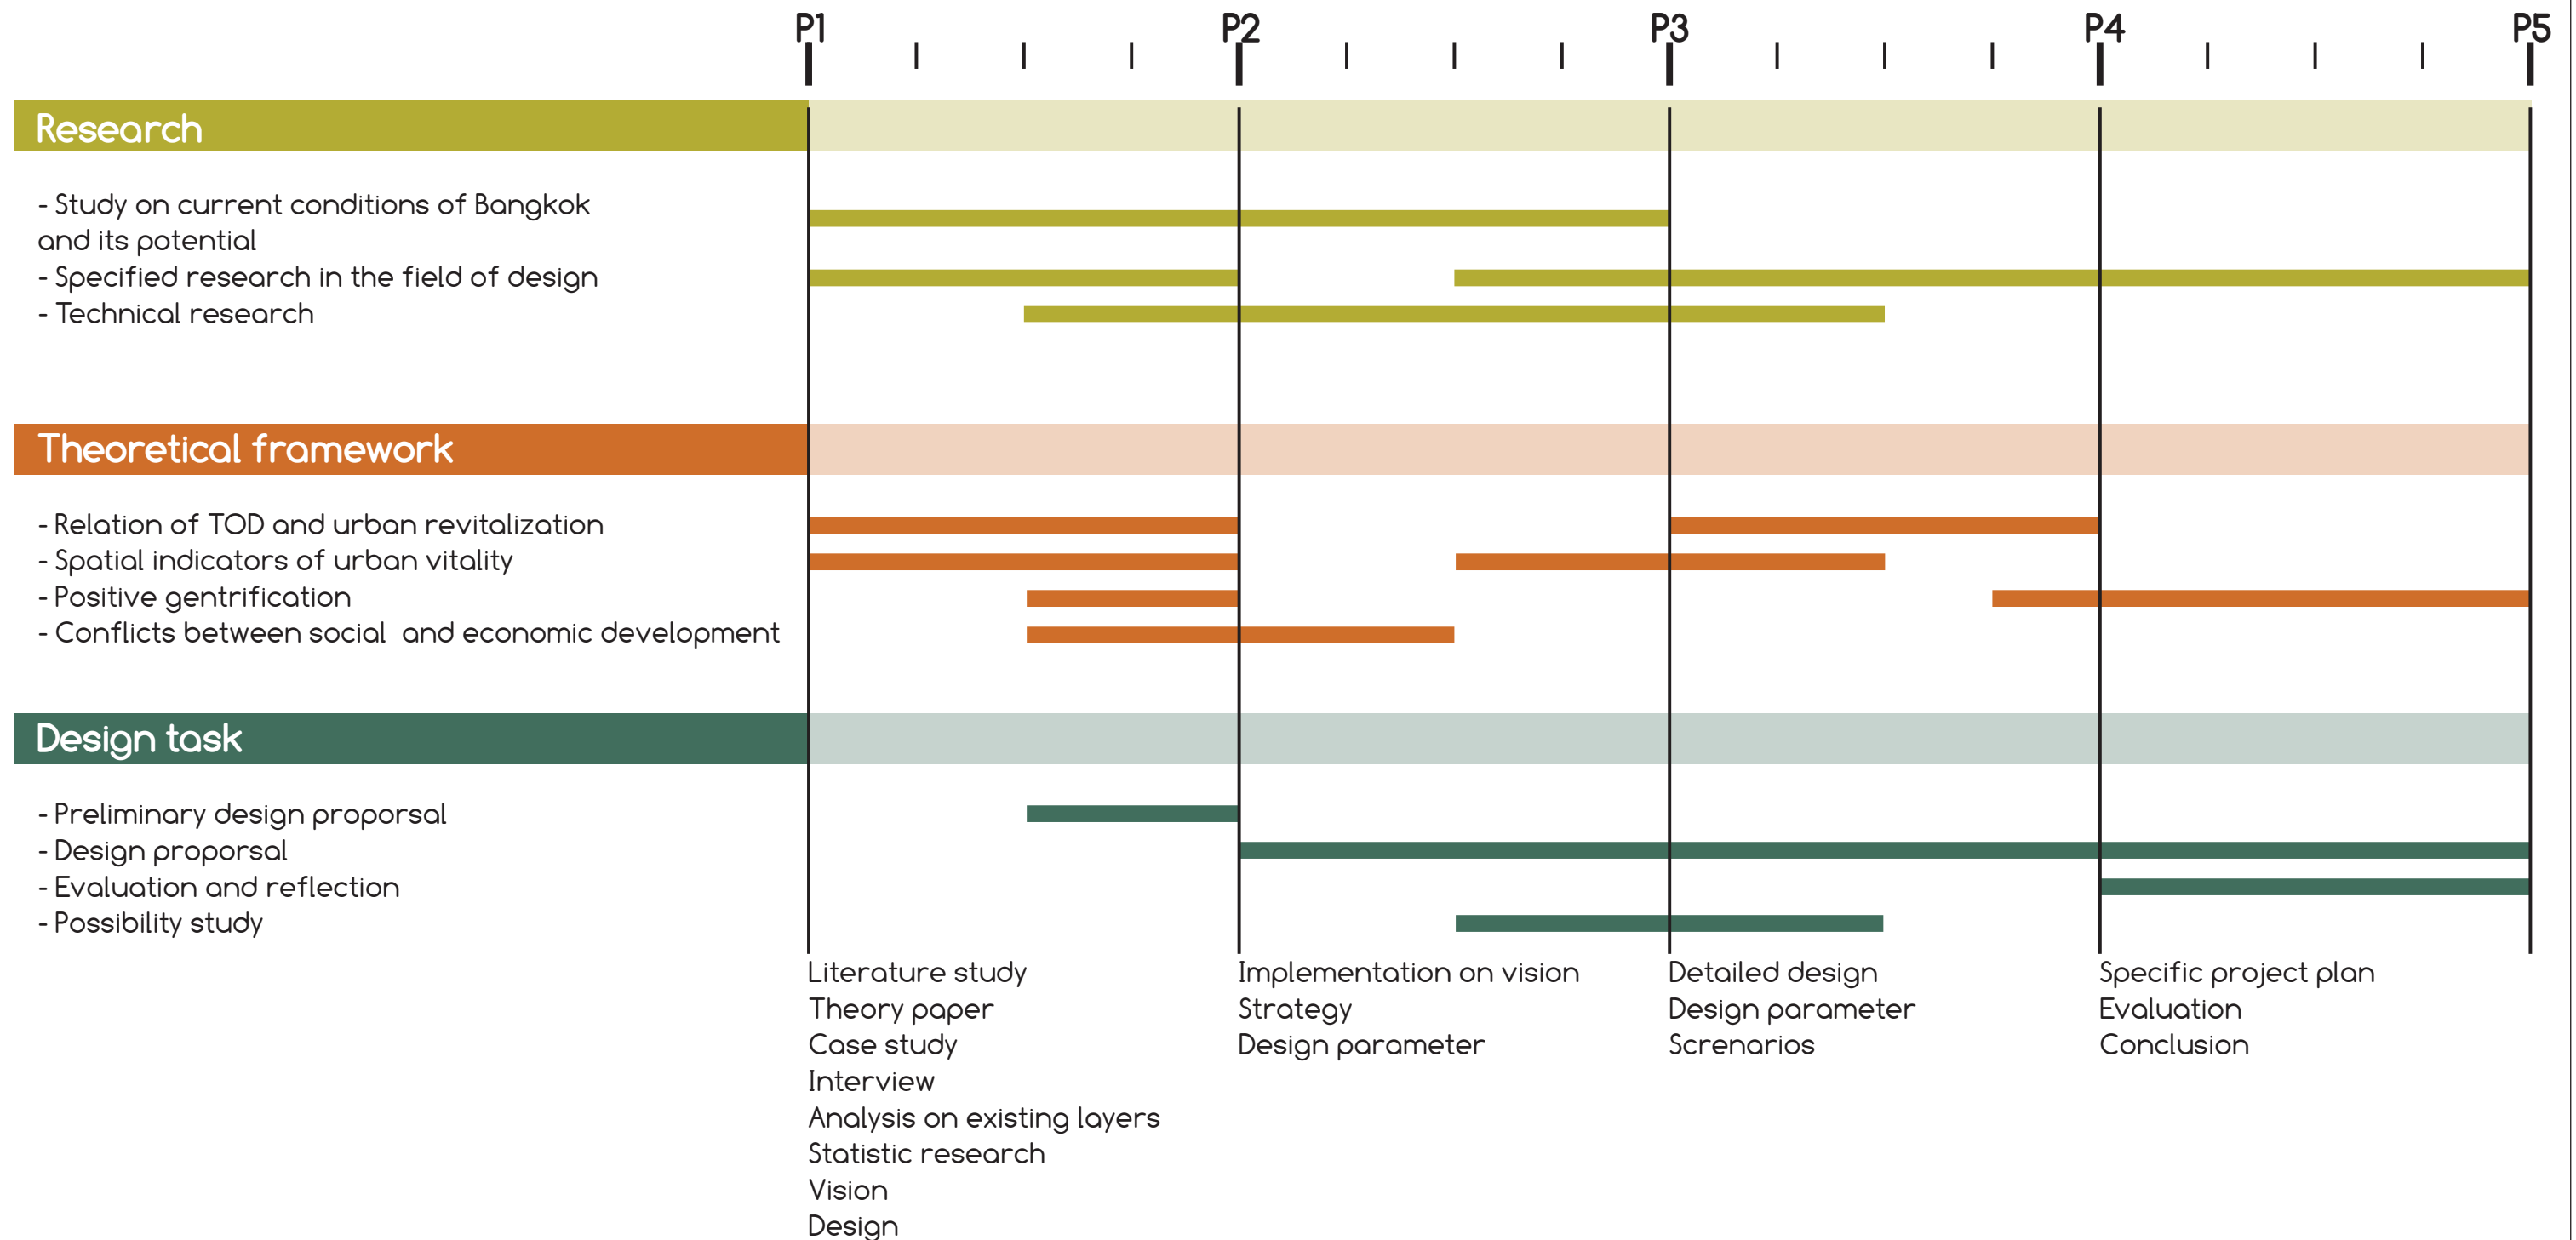 P1 P2 P3 P4 P5
Research
- Study on current conditions of Bangkok
and its potential
- Specified research in the field of design
- Technical research
Theoretical framework
- Relation of TOD and urban revitalization
- Spatial indicators of urban vitality
- Positive gentrification
- Conflicts between social and economic development
Design task
- Preliminary design proporsal
- Design proporsal
- Evaluation and reflection
- Possibility study
Literature study
Theory paper
Case study
Interview
Analysis on existing layers
Statistic research
Vision
Design
Implementation on vision
Strategy
Design parameter
Detailed design
Design parameter
Screnarios
Specific project plan
Evaluation
Conclusion